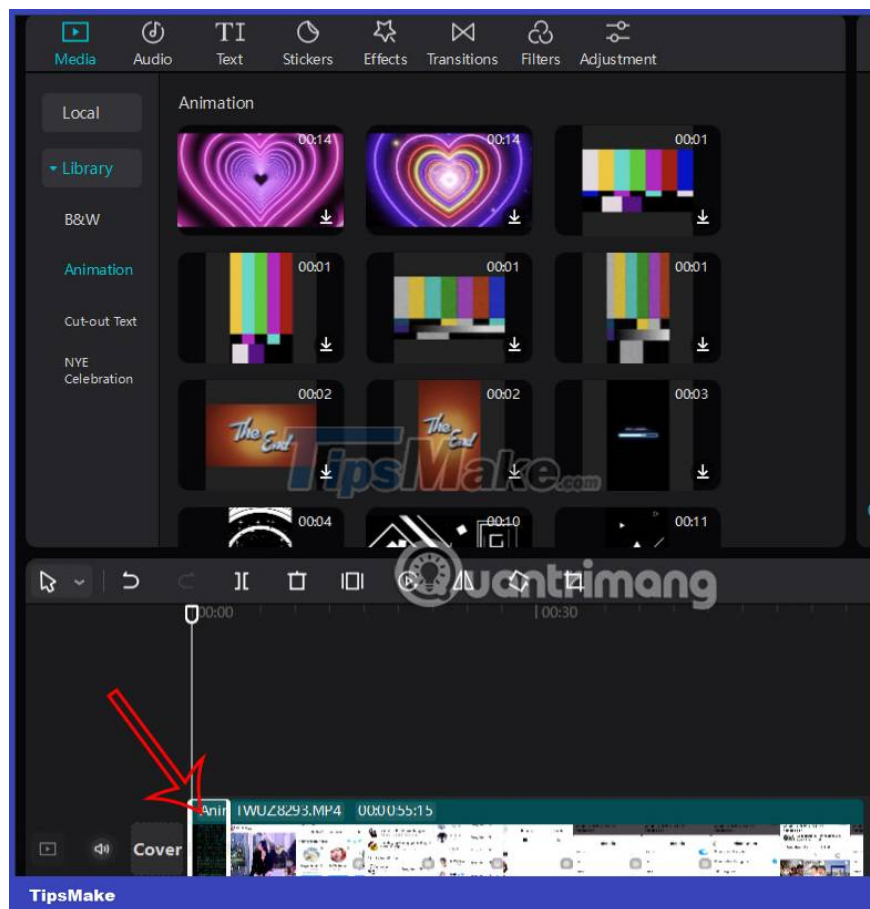 Media Audio TI Text Stickers Effects Transitions Filters Adjustment
Local
Library
B&W
Animation
Cut-out Text
NYE
Celebration
Animation
00:14 00:14 00:01
00:01 00:01 00:01
00:02 00:02 00:03
The End The End
TipsMake.com
00:04 00:10 00:11
Quantrimang
00:00 00:30
Anir TWUZ8293.MP4 00:00:55:15
Cover
TipsMake